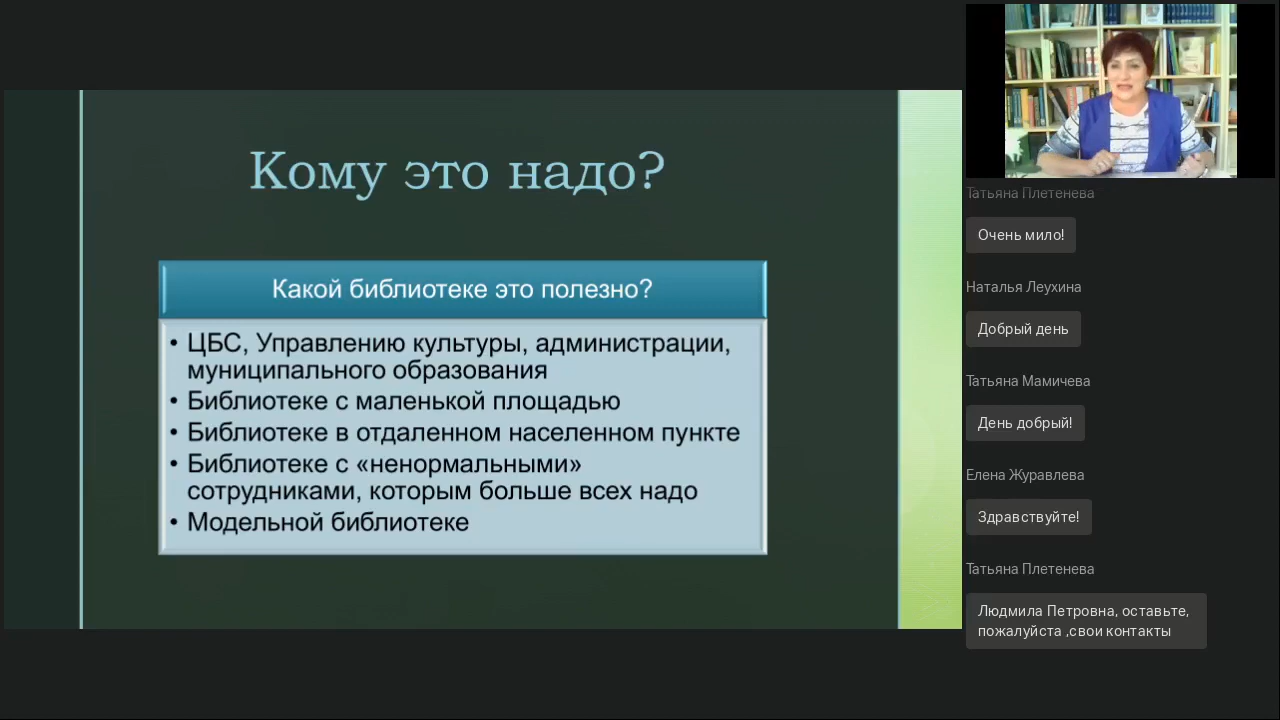 Кому это надо?
Какой библиотеке это полезно?
• ЦБС, Управлению культуры, администрации,
муниципального образования
• Библиотеке с маленькой площадью
• Библиотеке в отдаленном населенном пункте
• Библиотеке с «ненормальными»
сотрудниками, которым больше всех надо
• Модельной библиотеке
Татьяна Плетенева
Очень мило!
Наталья Леухина
Добрый день
Татьяна Мамичева
День добрый!
Елена Журавлева
Здравствуйте!
Татьяна Плетенева
Людмила Петровна, оставьте,
пожалуйста ,свои контакты